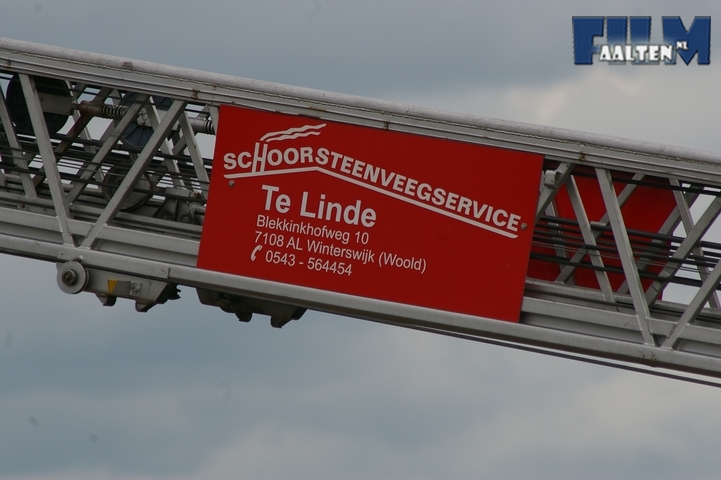 FILM
AALTEN.NL
SCHOORSTEENVEEGSERVICE
Te Linde
Blekkinkhofweg 10
7108 AL Winterswijk (Woold)
0543 - 564454